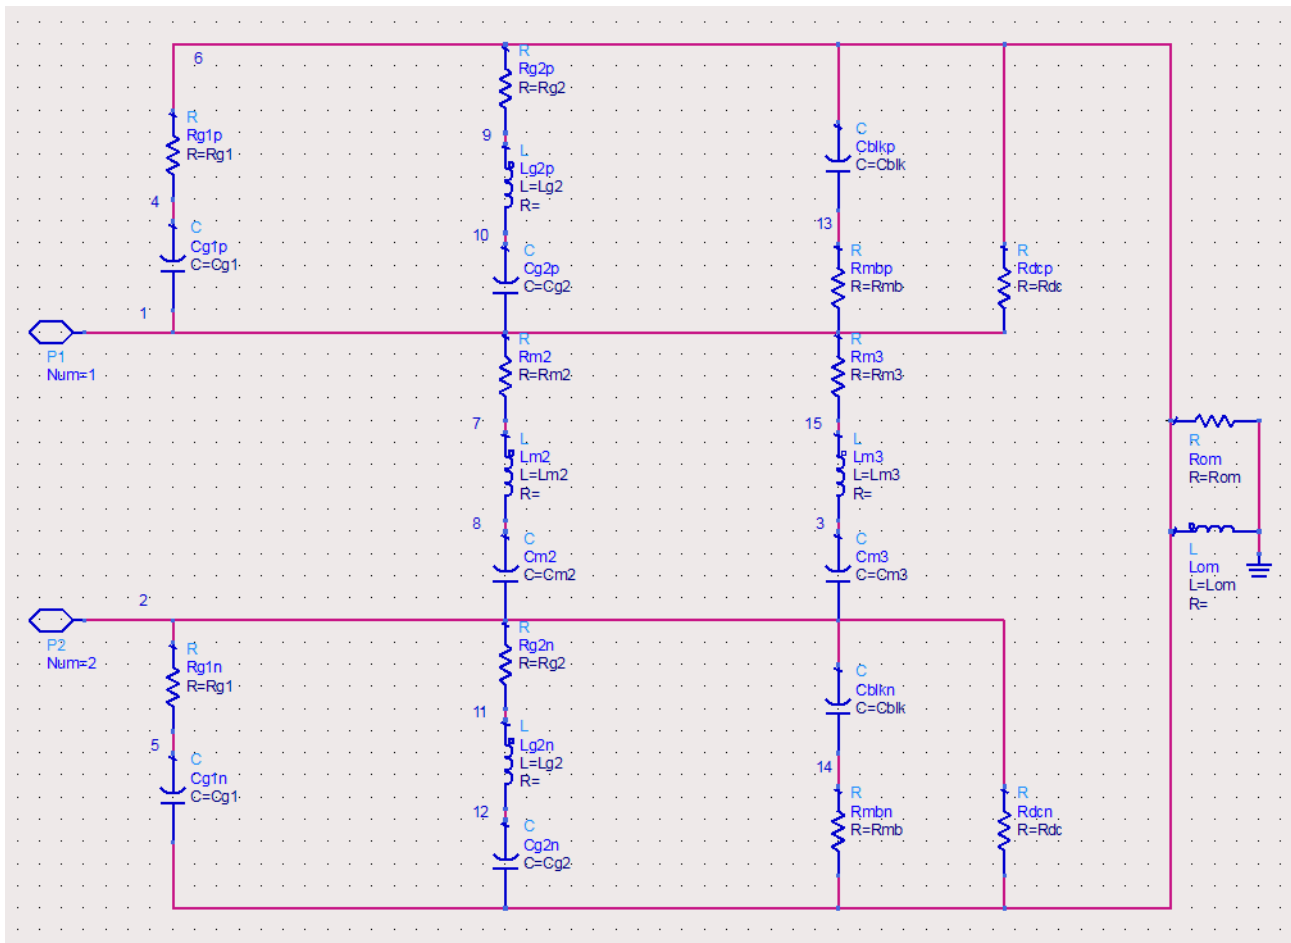 6
R
Rg1p
R=Rg1
4
C
Cg1p
C=Cg1
1
P1
Num=1
R
Rg2p
R=Rg2
9
L
Lg2p
L=Lg2
R=
10
C
Cg2p
C=Cg2
C
Cblkp
C=Cblk
13
R
Rmbp
R=Rmb
R
Rdcp
R=Rdc
R
Rm2
R=Rm2
7
L
Lm2
L=Lm2
R=
8
C
Cm2
C=Cm2
R
Rm3
R=Rm3
15
L
Lm3
L=Lm3
R=
3
C
Cm3
C=Cm3
R
Rom
R=Rom
L
Lom
L=Lom
R=
2
P2
Num=2
R
Rg1n
R=Rg1
5
C
Cg1n
C=Cg1
R
Rg2n
R=Rg2
11
L
Lg2n
L=Lg2
R=
12
C
Cg2n
C=Cg2
C
Cblkn
C=Cblk
14
R
Rmbn
R=Rmb
R
Rdcn
R=Rdc